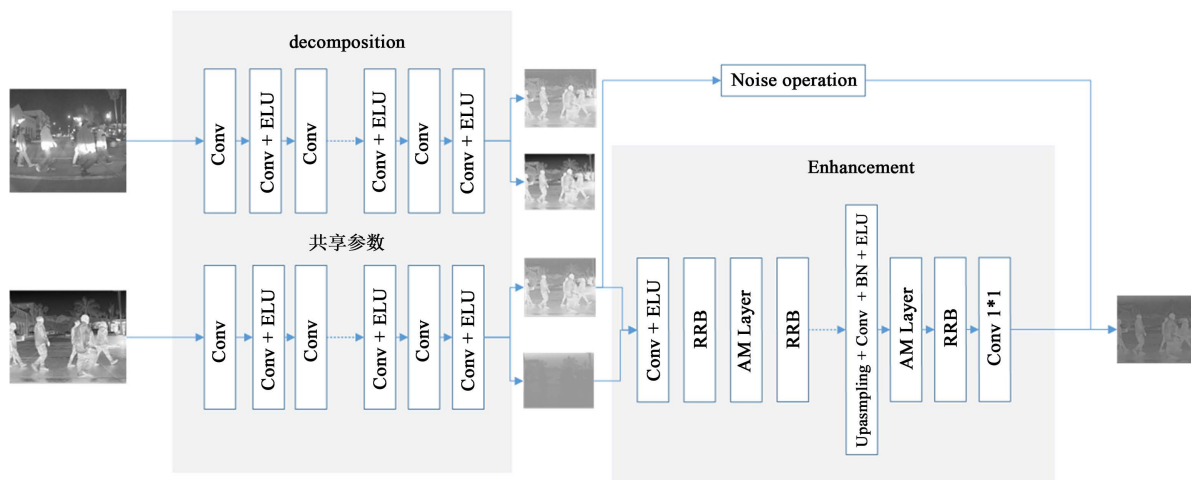 decomposition
Conv
Conv + ELU
Conv
Conv + ELU
Conv
Conv + ELU
共享参数
Conv
Conv + ELU
Conv
Conv + ELU
Conv
Conv + ELU
Noise operation
Enhancement
Conv + ELU
RRB
AM Layer
RRB
Upasmpling + Conv + BN + ELU
AM Layer
RRB
Conv 1*1